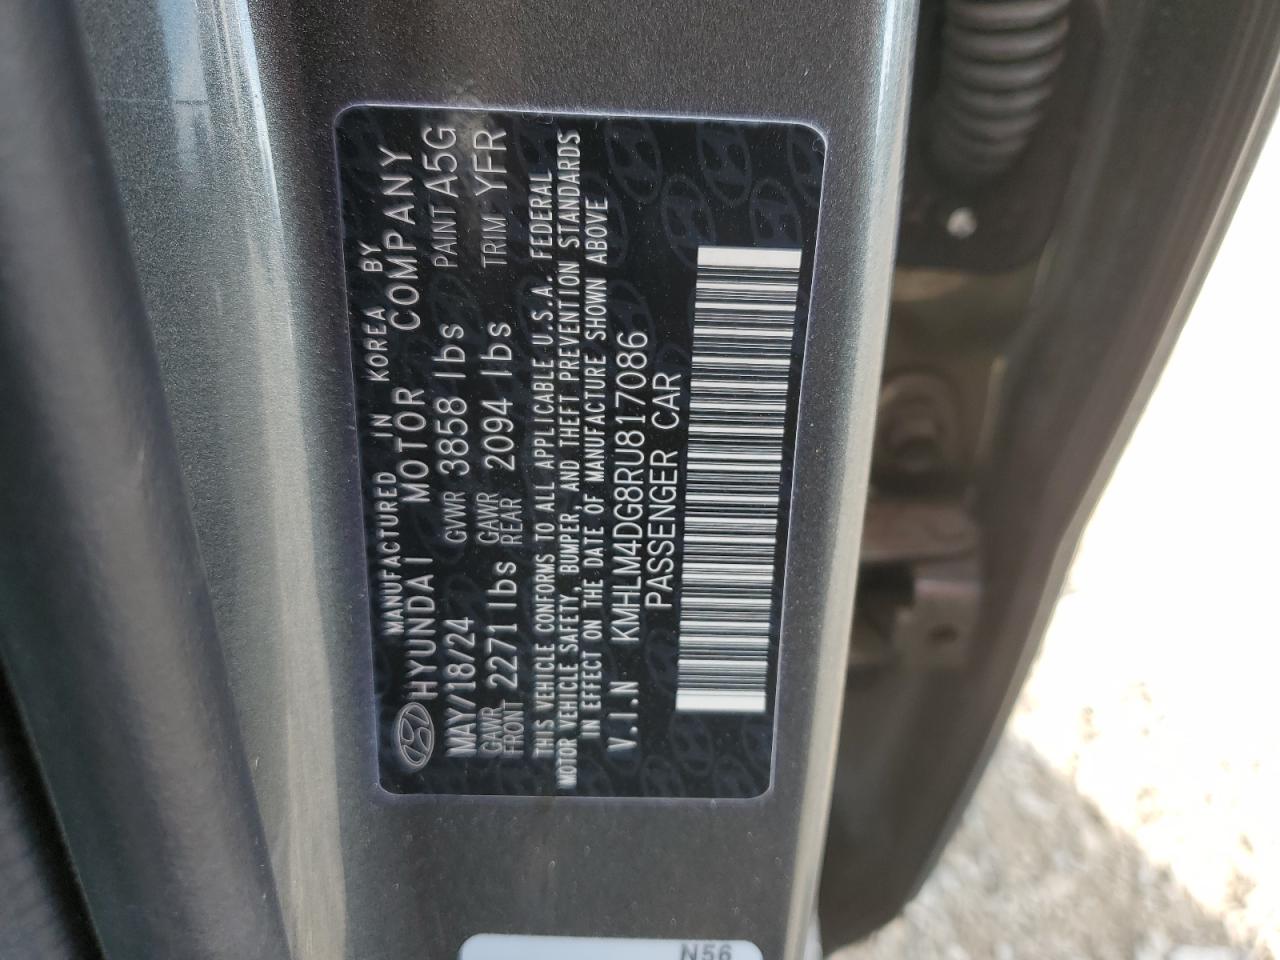 MANUFACTURED IN KOREA BY
HYUNDAI MOTOR COMPANY
MAY/18/24 GVWR 3858 lbs PAINT A5G
GAWR FRONT 2271 lbs GAWR REAR 2094 lbs TRIM YFR
THIS VEHICLE CONFORMS TO ALL APPLICABLE U.S.A. FEDERAL
MOTOR VEHICLE SAFETY, BUMPER, AND THEFT PREVENTION STANDARDS
IN EFFECT ON THE DATE OF MANUFACTURE SHOWN ABOVE
V.I.N KMHLM4DG8RU817086
PASSENGER CAR
N56